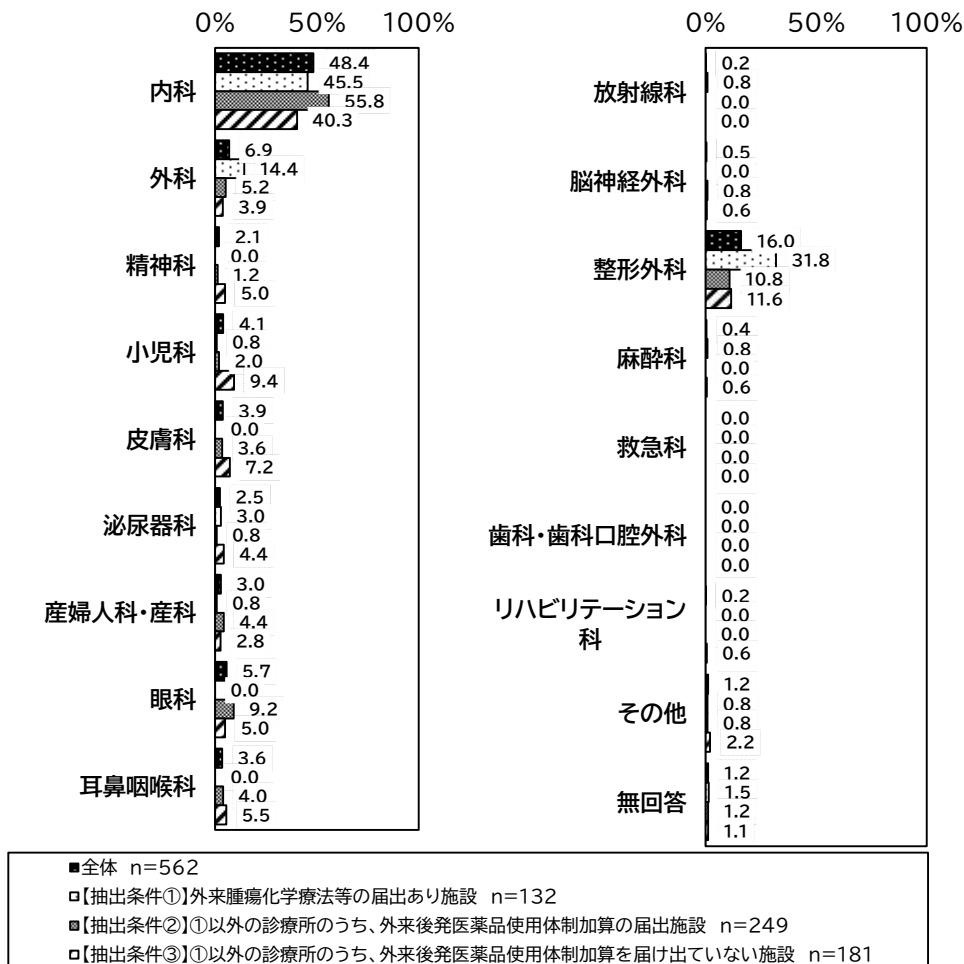 0% 50% 100%
内科
48.4
45.5
55.8
40.3
外科
6.9
14.4
5.2
3.9
精神科
2.1
0.0
1.2
5.0
小児科
4.1
0.8
2.0
9.4
皮膚科
3.9
0.0
3.6
7.2
泌尿器科
2.5
3.0
0.8
4.4
産婦人科・産科
3.0
0.8
4.4
2.8
眼科
5.7
0.0
9.2
5.0
耳鼻咽喉科
3.6
0.0
4.0
5.5
0% 50% 100%
放射線科
0.2
0.8
0.0
0.0
脳神経外科
0.5
0.0
0.8
0.6
整形外科
16.0
31.8
10.8
11.6
麻酔科
0.4
0.8
0.0
0.6
救急科
0.0
0.0
0.0
0.0
歯科・歯科口腔外科
0.0
0.0
0.0
0.0
リハビリテーション
科
0.2
0.0
0.0
0.6
その他
1.2
0.8
0.8
2.2
無回答
1.2
1.5
1.2
1.1
全体 n=562
【抽出条件①】外来腫瘍化学療法等の届出あり施設 n=132
【抽出条件②】①以外の診療所のうち、外来後発医薬品使用体制加算の届出施設 n=249
【抽出条件③】①以外の診療所のうち、外来後発医薬品使用体制加算を届け出ていない施設 n=181